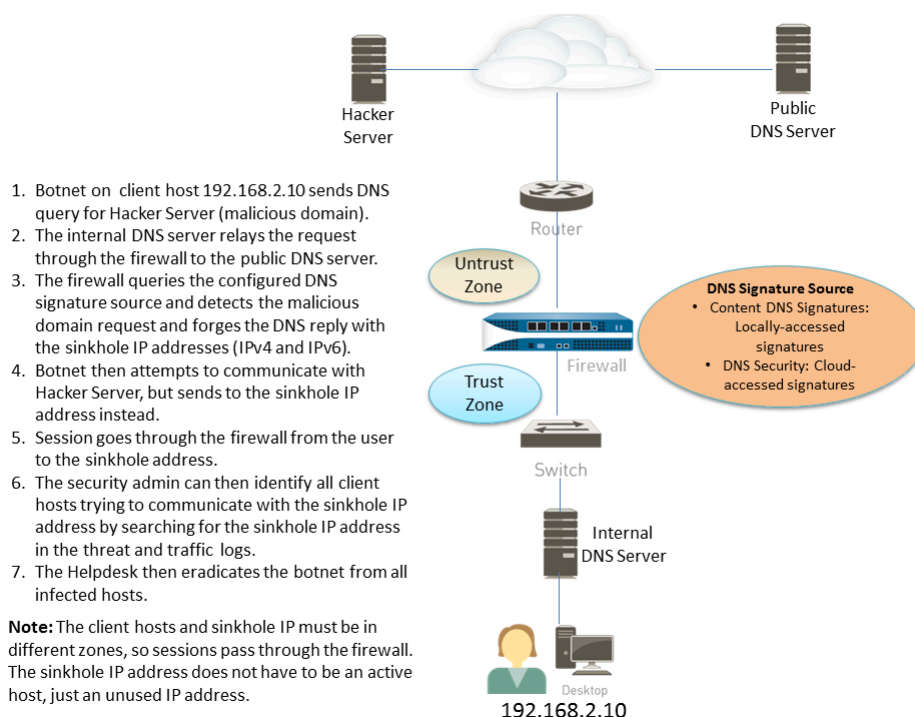 Hacker
Server
Public
DNS Server
1. Botnet on client host 192.168.2.10 sends DNS
query for Hacker Server (malicious domain).
2. The internal DNS server relays the request
through the firewall to the public DNS server.
3. The firewall queries the configured DNS
signature source and detects the malicious
domain request and forges the DNS reply with
the sinkhole IP addresses (IPv4 and IPv6).
4. Botnet then attempts to communicate with
Hacker Server, but sends to the sinkhole IP
address instead.
5. Session goes through the firewall from the user
to the sinkhole address.
6. The security admin can then identify all client
hosts trying to communicate with the sinkhole IP
address by searching for the sinkhole IP address
in the threat and traffic logs.
7. The Helpdesk then eradicates the botnet from all
infected hosts.
Note: The client hosts and sinkhole IP must be in
different zones, so sessions pass through the firewall.
The sinkhole IP address does not have to be an active
host, just an unused IP address.
Router
Untrust
Zone
Firewall
DNS Signature Source
• Content DNS Signatures:
Locally-accessed
signatures
• DNS Security: Cloud-
accessed signatures
Trust
Zone
Switch
Internal
DNS Server
Desktop
192.168.2.10